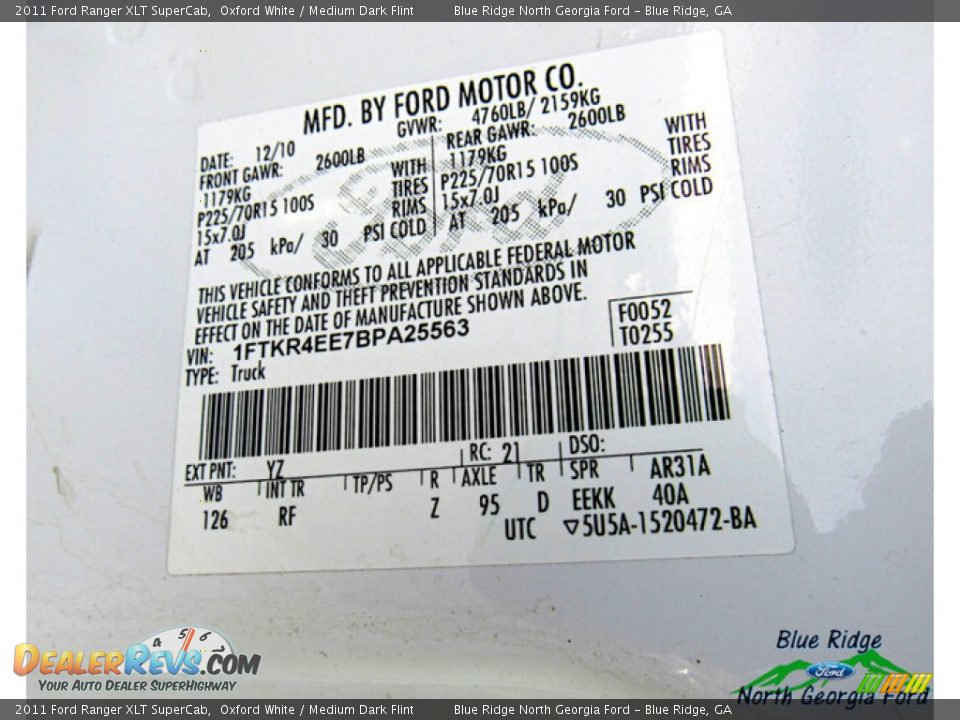 2011 Ford Ranger XLT SuperCab, Oxford White / Medium Dark Flint Blue Ridge North Georgia Ford - Blue Ridge, GA
MFD. BY FORD MOTOR CO.
DATE: 12/10 GVWR: 4760LB/ 2159KG
FRONT GAWR: 2600LB REAR GAWR: 2600LB
1179KG WITH 1179KG WITH
P225/70R15 100S TIRES P225/70R15 100S TIRES
15x7.0J RIMS 15x7.0J RIMS
AT 205 kPa/ 30 PSI COLD AT 205 kPa/ 30 PSI COLD
Ford
THIS VEHICLE CONFORMS TO ALL APPLICABLE FEDERAL MOTOR
VEHICLE SAFETY AND THEFT PREVENTION STANDARDS IN
EFFECT ON THE DATE OF MANUFACTURE SHOWN ABOVE.
VIN: 1FTKR4EE7BPA25563 F0052
TYPE: Truck T0255
EXT PNT: YZ RC: 21 DSO:
WB INT TR TP/PS R AXLE TR SPR AR31A
126 RF Z 95 D EEKK 40A
UTC 5U5A-1520472-BA
4 5 6 7
DEALERREVS.COM
YOUR AUTO DEALER SUPERHIGHWAY
Blue Ridge
Ford
North Georgia Ford
2011 Ford Ranger XLT SuperCab, Oxford White / Medium Dark Flint Blue Ridge North Georgia Ford - Blue Ridge, GA